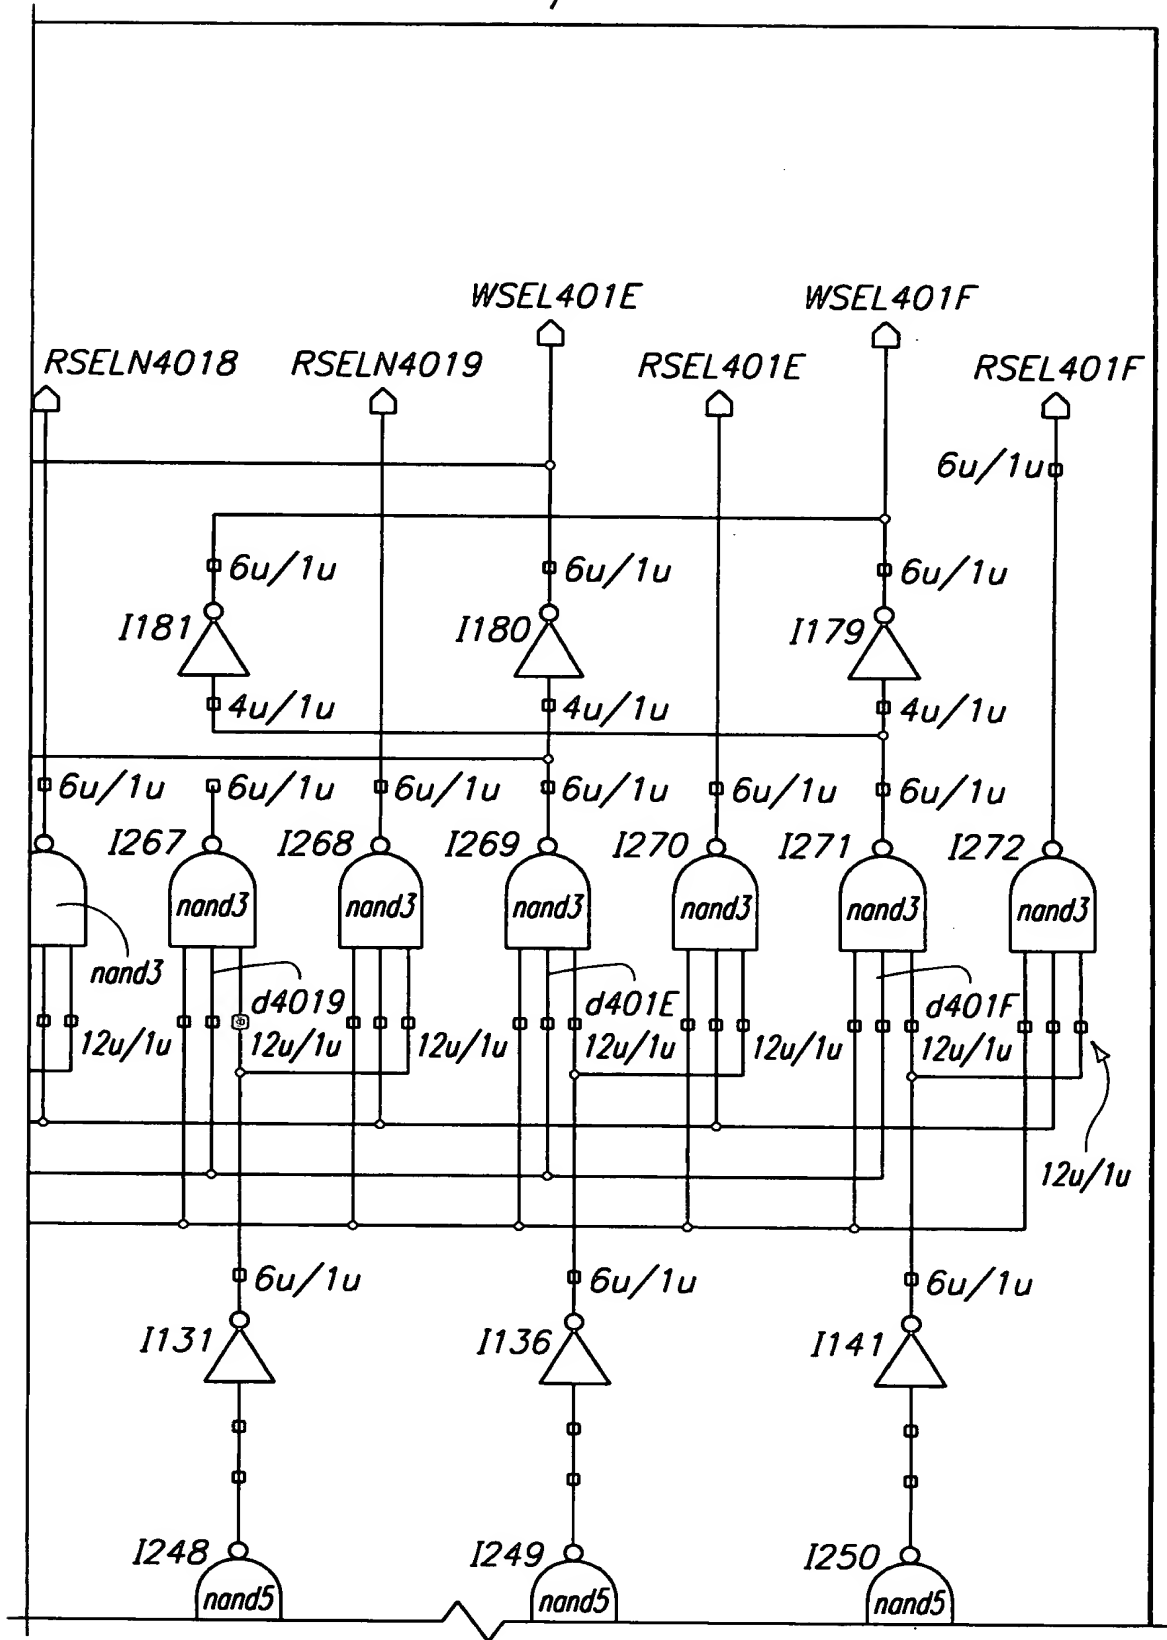 WSEL401E WSEL401F
RSELN4018 RSELN4019 RSEL401E RSEL401F
6u/1u
6u/1u 6u/1u 6u/1u
I181 I180 I179
4u/1u 4u/1u 4u/1u
6u/1u 6u/1u 6u/1u 6u/1u 6u/1u 6u/1u
I267 I268 I269 I270 I271 I272
nand3 nand3 nand3 nand3 nand3 nand3
nand3
d4019 d401E d401F
12u/1u 12u/1u 12u/1u 12u/1u 12u/1u 12u/1u
12u/1u
6u/1u 6u/1u 6u/1u
I131 I136 I141
I248 I249 I250
nand5 nand5 nand5